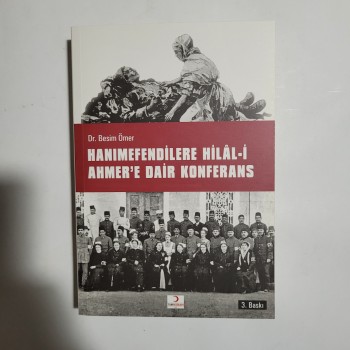 Dr. Besim Ömer
HANIMEFENDİLERE HİLÂL-İ
AHMER'E DAİR KONFERANS
3. Baskı